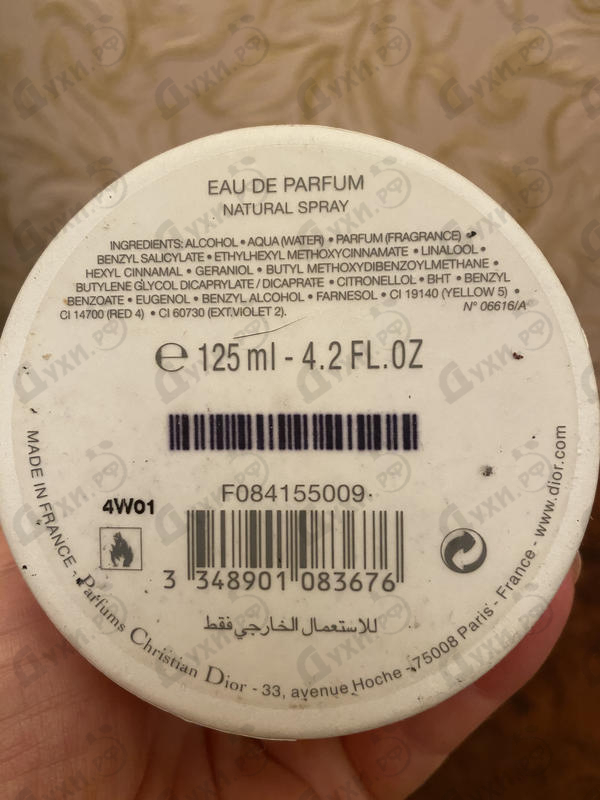 EAU DE PARFUM
NATURAL SPRAY
INGREDIENTS: ALCOHOL • AQUA (WATER) • PARFUM (FRAGRANCE) •
BENZYL SALICYLATE • ETHYLHEXYL METHOXYCINNAMATE • LINALOOL •
HEXYL CINNAMAL • GERANIOL • BUTYL METHOXYDIBENZOYLMETHANE •
BUTYLENE GLYCOL DICAPRYLATE / DICAPRATE • CITRONELLOL • BHT • BENZYL
BENZOATE • EUGENOL • BENZYL ALCOHOL • FARNESOL • CI 19140 (YELLOW 5) •
CI 14700 (RED 4) • CI 60730 (EXT.VIOLET 2). N° 06616/A
e 125 ml - 4.2 FL.OZ
F084155009
4W01
3 348901 083676
للاستعمال الخارجي فقط
MADE IN FRANCE - Parfums Christian Dior - 33, avenue Hoche - 75008 Paris - France - www.dior.com
Духи.рф